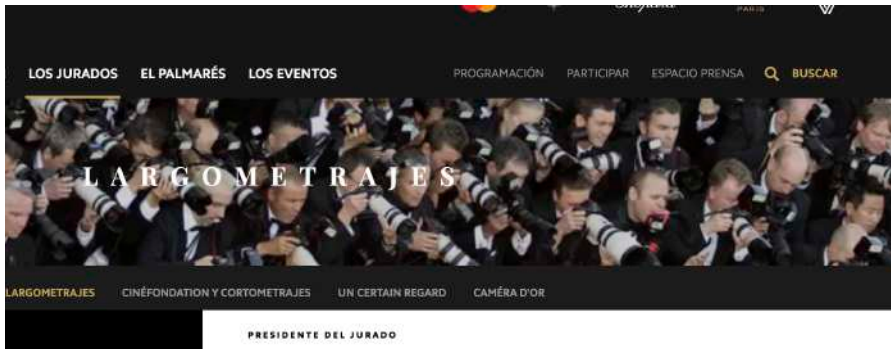 PARIS
LOS JURADOS EL PALMARÉS LOS EVENTOS PROGRAMACIÓN PARTICIPAR ESPACIO PRENSA BUSCAR
LARGOMETRAJES
LARGOMETRAJES CINÉFONDATION Y CORTOMETRAJES UN CERTAIN REGARD CAMÉRA D'OR
PRESIDENTE DEL JURADO